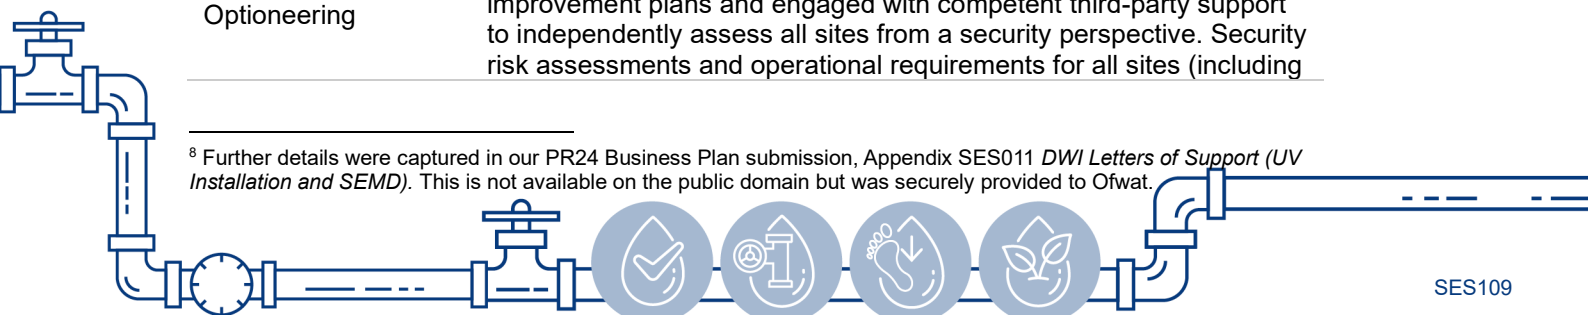 improvement plans and engaged with competent third-party support
Optioneering
to independently assess all sites from a security perspective. Security
risk assessments and operational requirements for all sites (including
8 Further details were captured in our PR24 Business Plan submission, Appendix SES011 DWI Letters of Support (UV
Installation and SEMD). This is not available on the public domain but was securely provided to Ofwat.
SES109